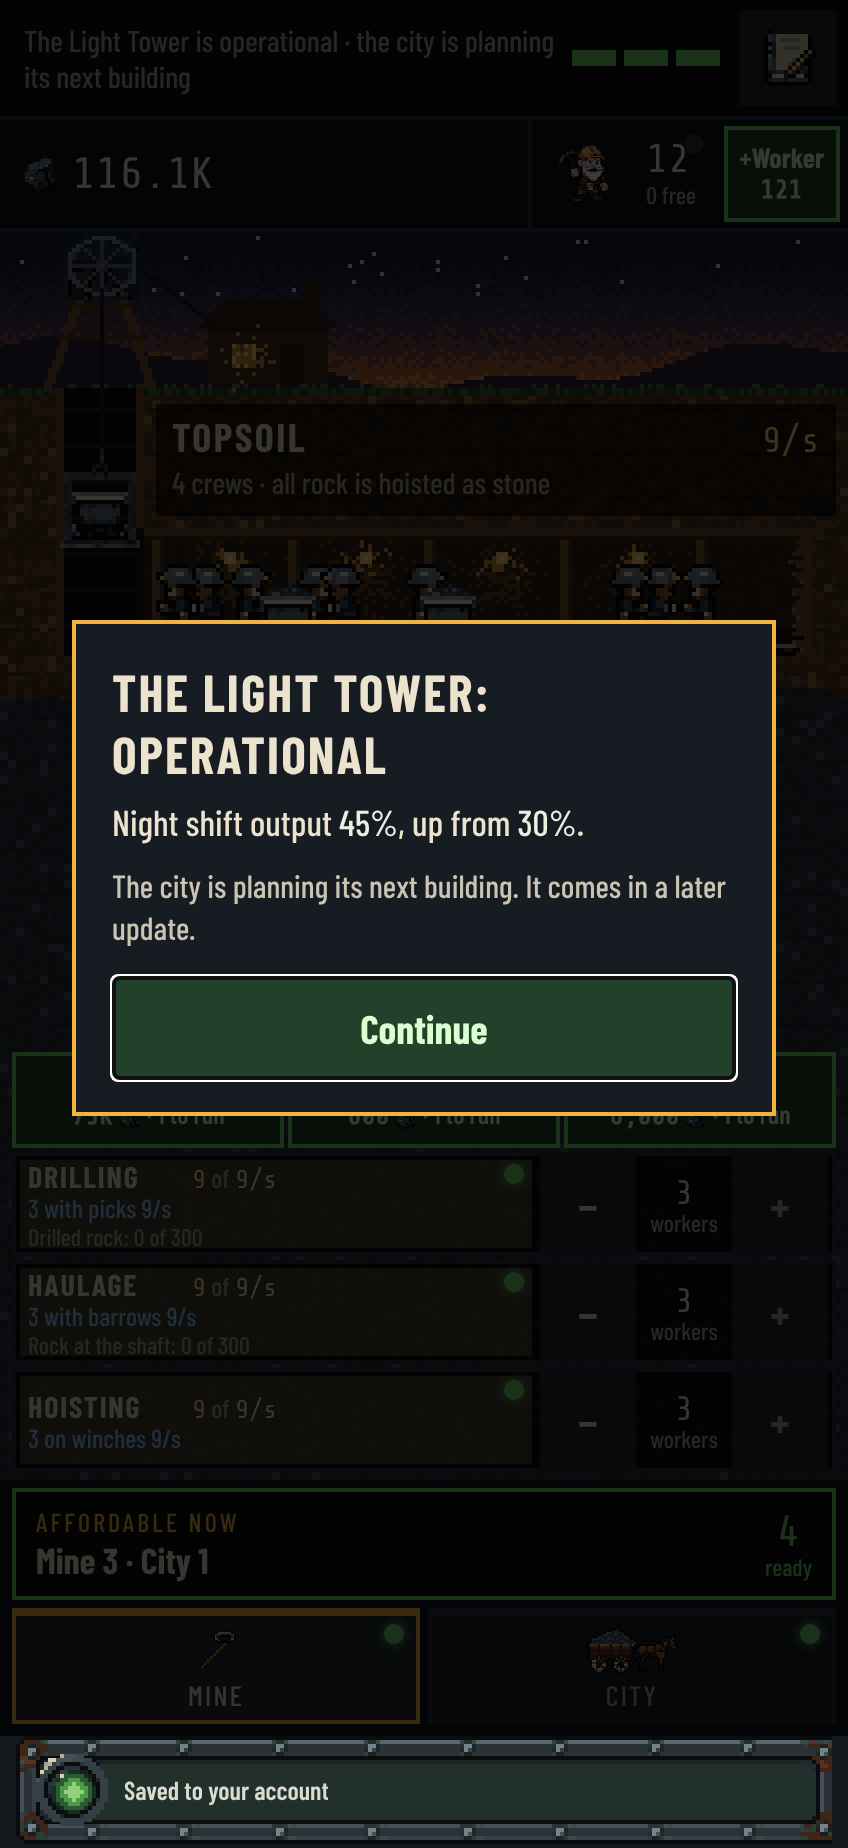 The Light Tower is operational · the city is planning
its next building
116.1K
12
0 free
+Worker
121
TOPSOIL 9/s
4 crews · all rock is hoisted as stone
THE LIGHT TOWER:
OPERATIONAL
Night shift output 45%, up from 30%.
The city is planning its next building. It comes in a later
update.
Continue
DRILLING 9 of 9/s
3 with picks 9/s
Drilled rock: 0 of 300
− 3 workers +
HAULAGE 9 of 9/s
3 with barrows 9/s
Rock at the shaft: 0 of 300
− 3 workers +
HOISTING 9 of 9/s
3 on winches 9/s
− 3 workers +
AFFORDABLE NOW
Mine 3 · City 1
4
ready
MINE
CITY
Saved to your account